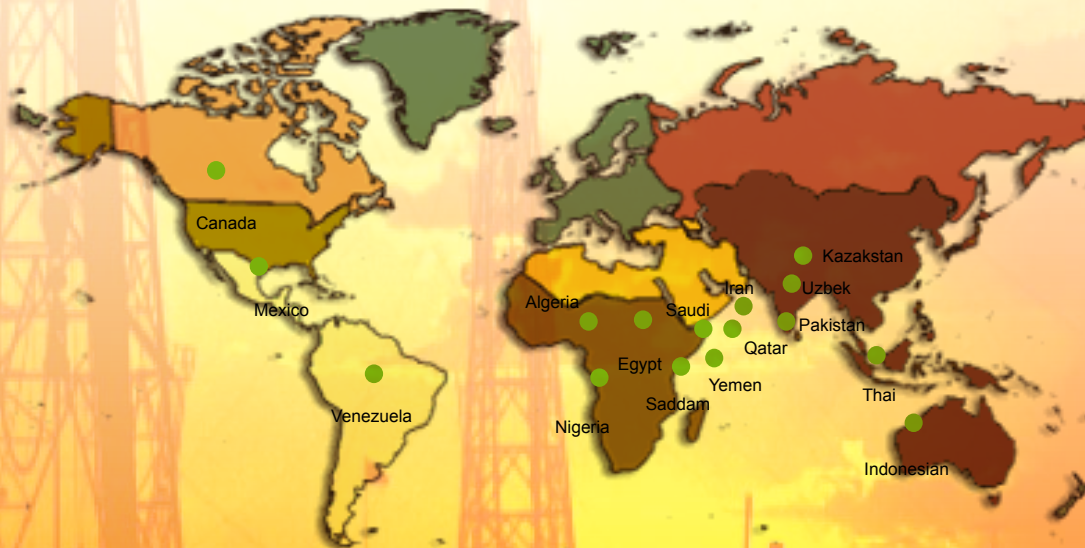 Canada
Kazakstan
Uzbek
Iran
Algeria
Saudi
Mexico
Pakistan
Qatar
Egypt
Yemen
Thai
Saddam
Venezuela
Nigeria
Indonesian